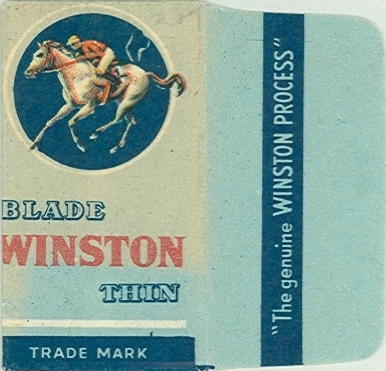 BLADE
WINSTON
THIN
TRADE MARK
"The genuine WINSTON PROCESS"